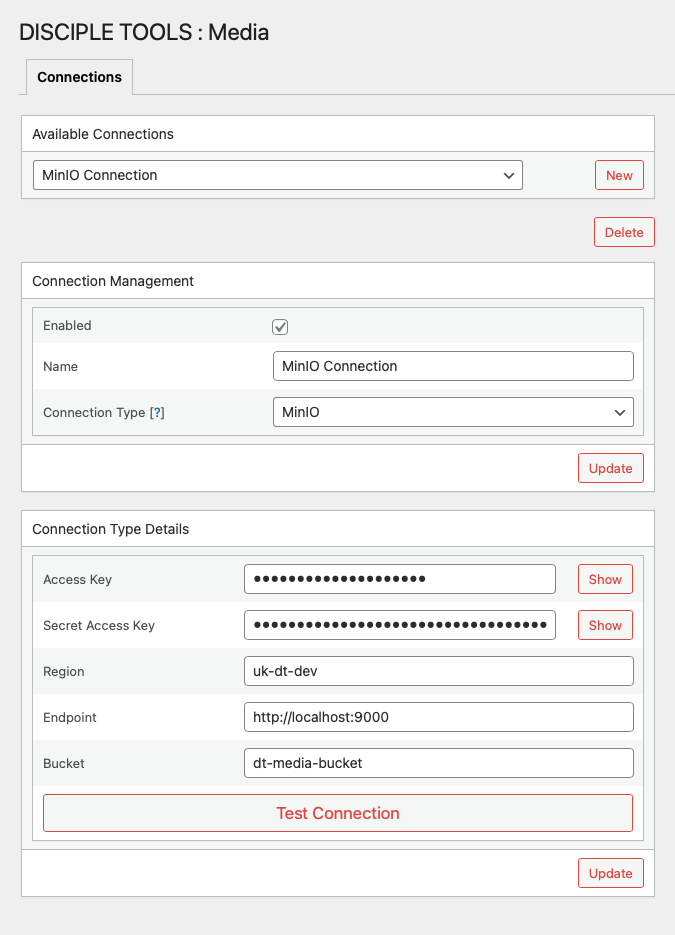 DISCIPLE TOOLS : Media
Connections
Available Connections
MinIO Connection New
Delete
Connection Management
Enabled
Name MinIO Connection
Connection Type [?] MinIO
Update
Connection Type Details
Access Key •••••••••••••••••••• Show
Secret Access Key •••••••••••••••••••••••••••••••••• Show
Region uk-dt-dev
Endpoint http://localhost:9000
Bucket dt-media-bucket
Test Connection
Update